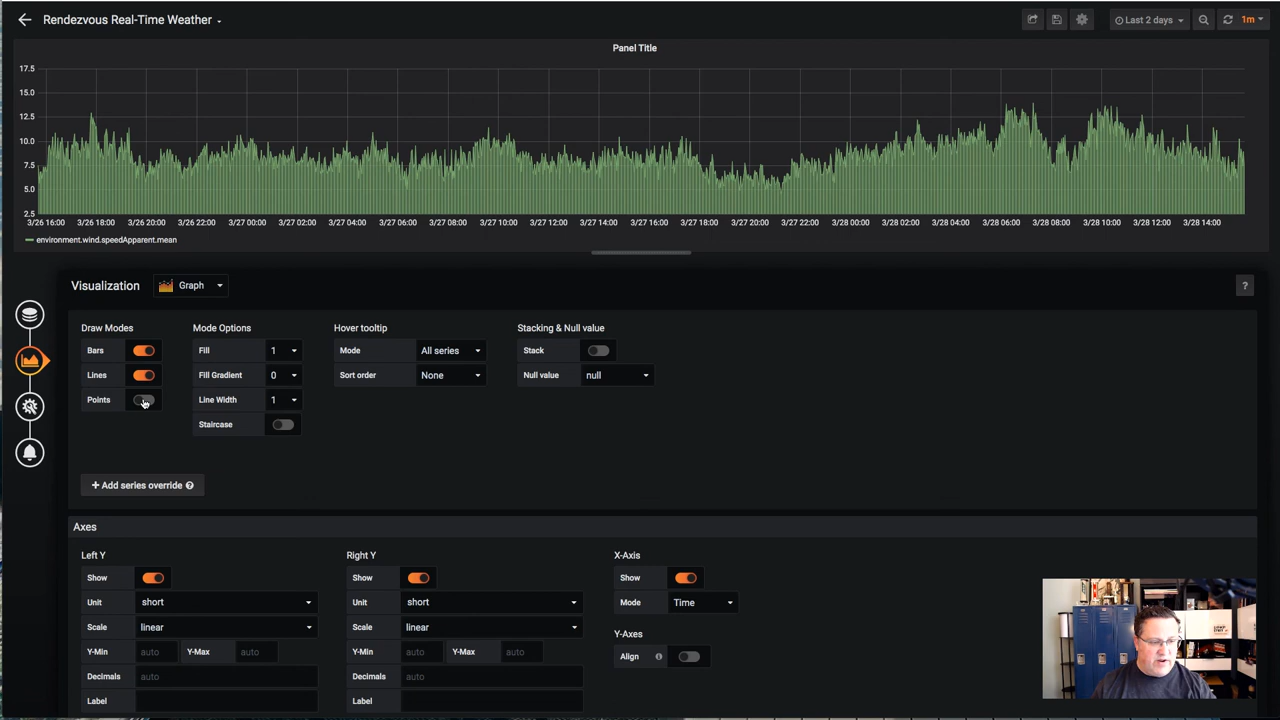 Rendezvous Real-Time Weather
Last 2 days
1m
Panel Title
17.5
15.0
12.5
10.0
7.5
5.0
2.5
3/26 16:00 3/26 18:00 3/26 20:00 3/26 22:00 3/27 00:00 3/27 02:00 3/27 04:00 3/27 06:00 3/27 08:00 3/27 10:00 3/27 12:00 3/27 14:00 3/27 16:00 3/27 18:00 3/27 20:00 3/27 22:00 3/28 00:00 3/28 02:00 3/28 04:00 3/28 06:00 3/28 08:00 3/28 10:00 3/28 12:00 3/28 14:00
environment.wind.speedApparent.mean
Visualization Graph ?
Draw Modes Mode Options Hover tooltip Stacking & Null value
Bars Fill 1 Mode All series Stack
Lines Fill Gradient 0 Sort order None Null value null
Points Line Width 1
Staircase
+ Add series override ?
Axes
Left Y Right Y X-Axis
Show Show Show
Unit short Unit short Mode Time
Scale linear Scale linear
Y-Axes
Y-Min auto Y-Max auto Y-Min auto Y-Max auto Align i
Decimals auto Decimals auto
Label Label